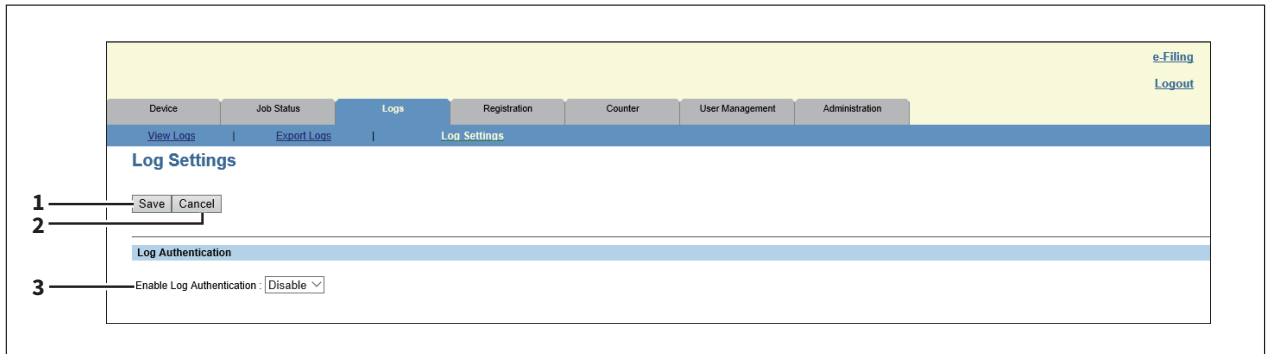 e-Filing
Logout
Device Job Status Logs Registration Counter User Management Administration
View Logs | Export Logs | Log Settings
Log Settings
1 Save Cancel
2
Log Authentication
3 Enable Log Authentication : Disable